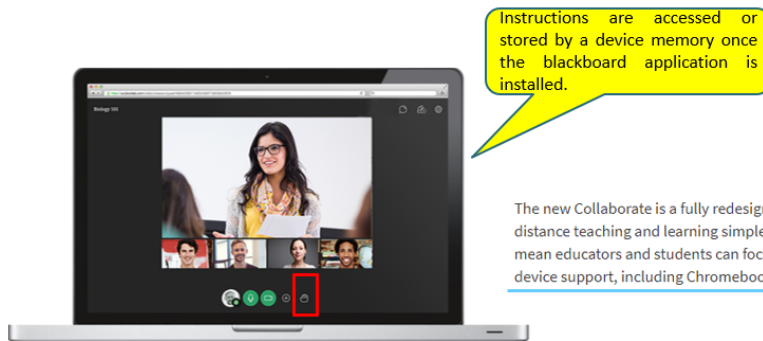 Instructions are accessed or
stored by a device memory once
the blackboard application is
installed.
Biology 101
The new Collaborate is a fully redesign
distance teaching and learning simple
mean educators and students can foc
device support, including Chromeboo